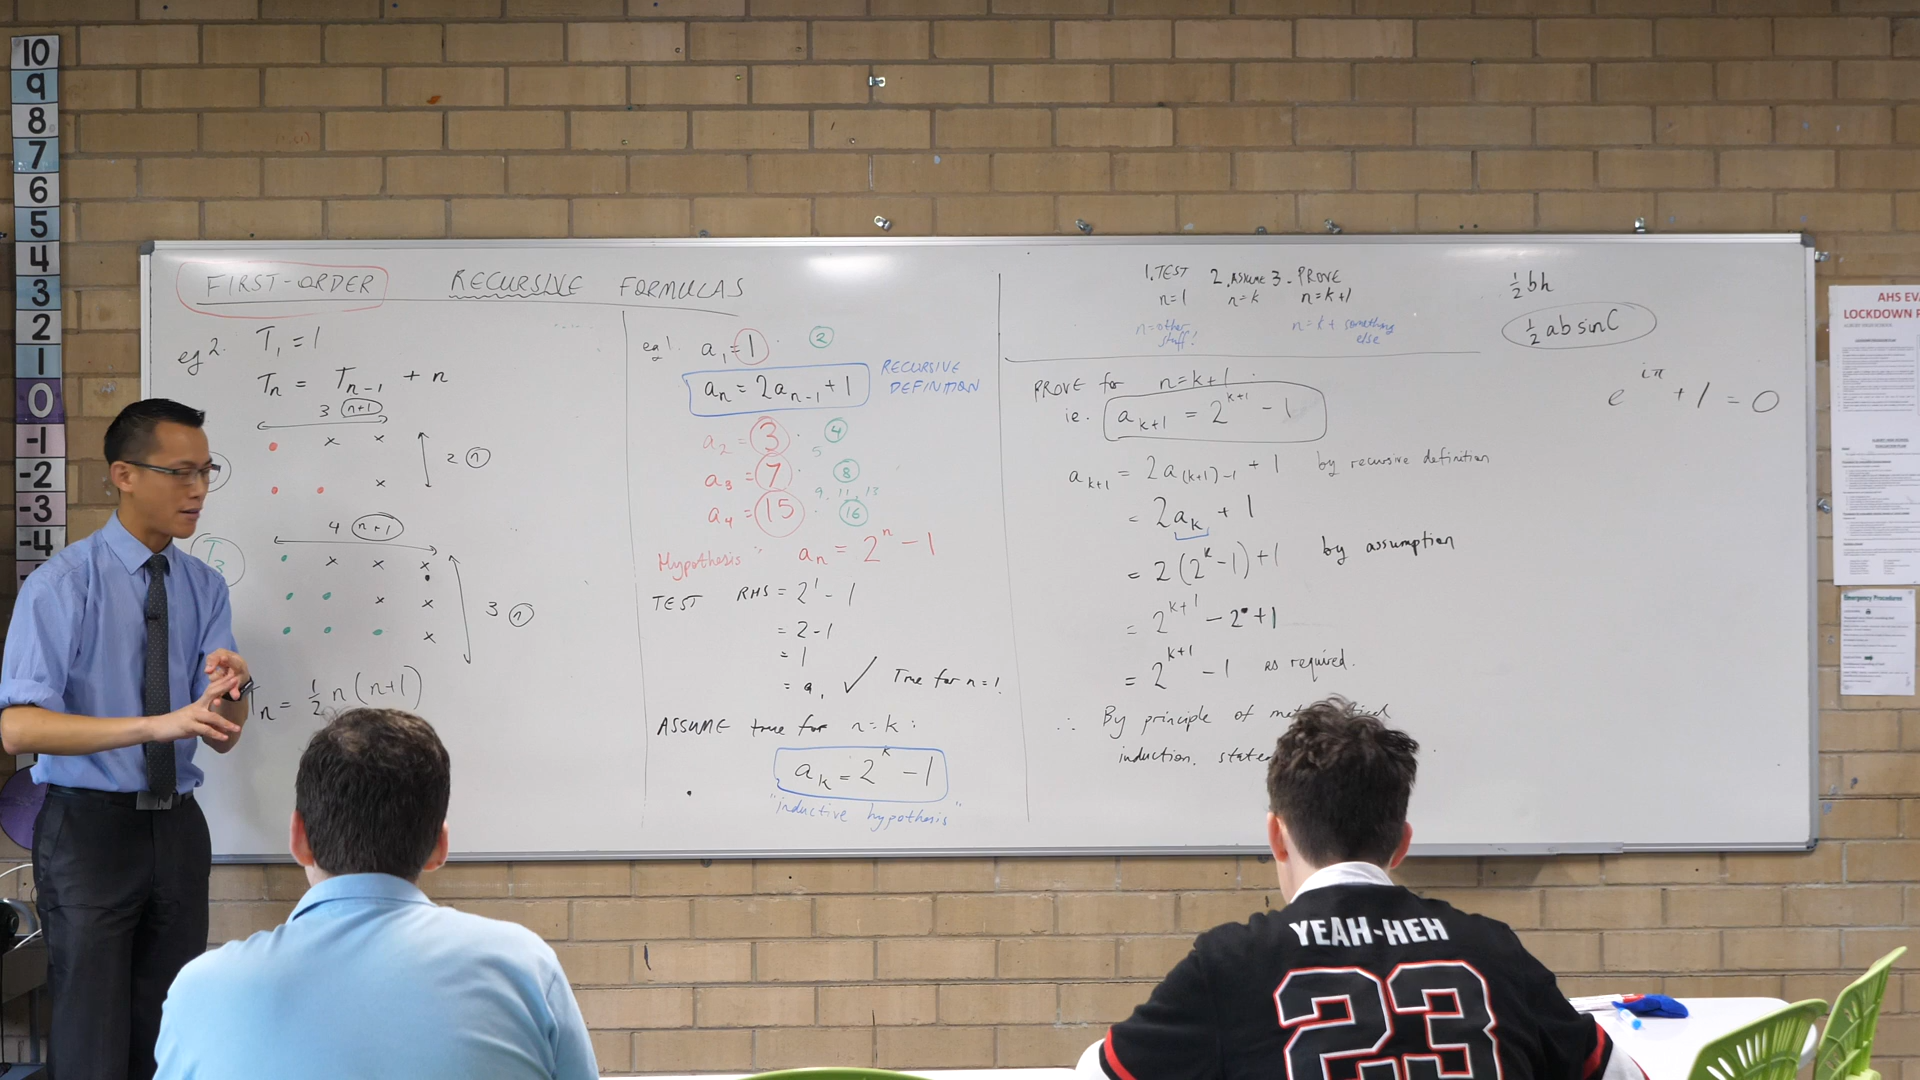 10
9
8
7
6
5
4
3
2
1
0
-1
-2
-3
-4
FIRST-ORDER RECURSIVE FORMULAS
eg 2. T₁ = 1
Tₙ = Tₙ₋₁ + n
3 (n+1)
2 (n)
4 (n+1)
T₃
3 (n)
Tₙ = ½ n (n+1)
eg 1. a₁ = 1 2
aₙ = 2aₙ₋₁ + 1
RECURSIVE
DEFINITION
a₂ = 3 4
5
a₃ = 7 8
9, 11, 13
a₄ = 15 16
Hypothesis: aₙ = 2ⁿ - 1
TEST RHS = 2¹ - 1
= 2 - 1
= 1
= a₁ ✓ True for n=1.
ASSUME true for n = k:
aₖ = 2ᵏ - 1
"inductive hypothesis"
1. TEST 2. ASSUME 3. PROVE
n=1 n=k n=k+1
n=other stuff!
n=k+ something else
PROVE for n=k+1.
ie. aₖ₊₁ = 2ᵏ⁺¹ - 1
aₖ₊₁ = 2a₍ₖ₊₁₎₋₁ + 1 by recursive definition
= 2aₖ + 1
= 2(2ᵏ - 1) + 1 by assumption
= 2ᵏ⁺¹ - 2 + 1
= 2ᵏ⁺¹ - 1 as required.
∴ By principle of
induction,
½bh
½ab sinC
e^iπ + 1 = 0
AHS
LOCKDOWN
Emergency Procedures
YEAH-HEH
23